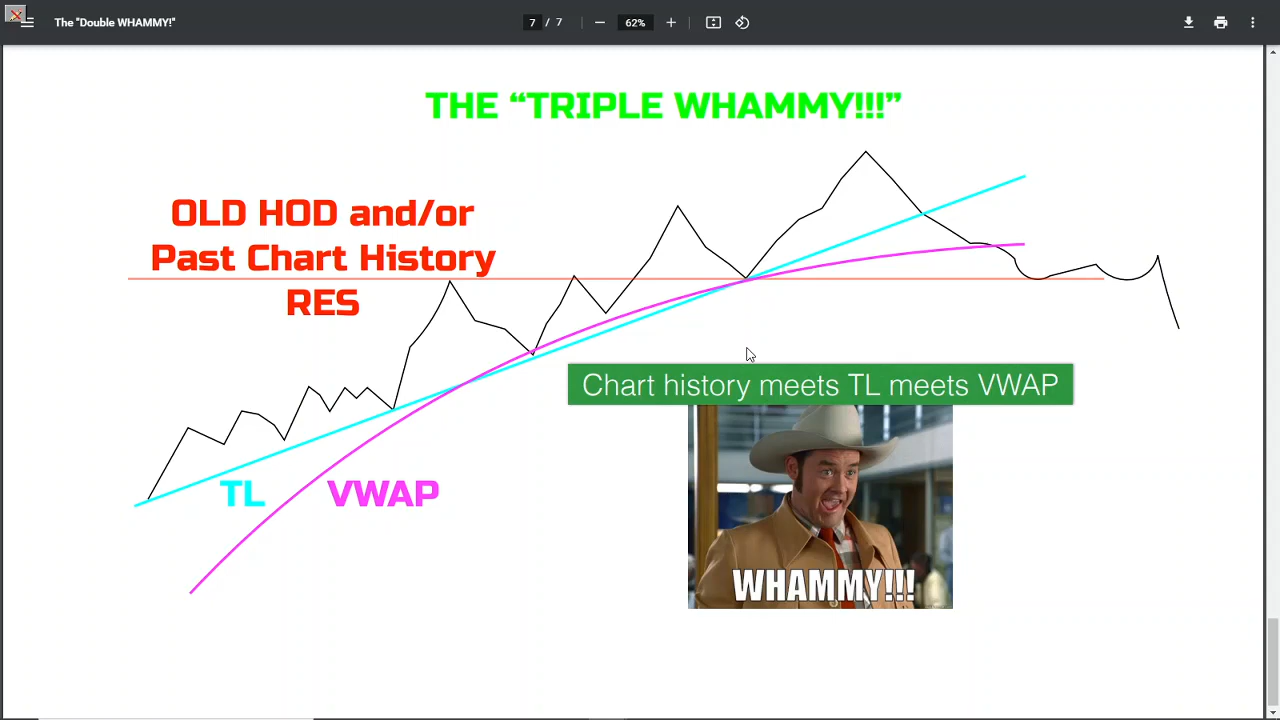 The "Double WHAMMY!"
7 / 7
62%
THE “TRIPLE WHAMMY!!!”
OLD HOD and/or
Past Chart History
RES
Chart history meets TL meets VWAP
TL
VWAP
WHAMMY!!!